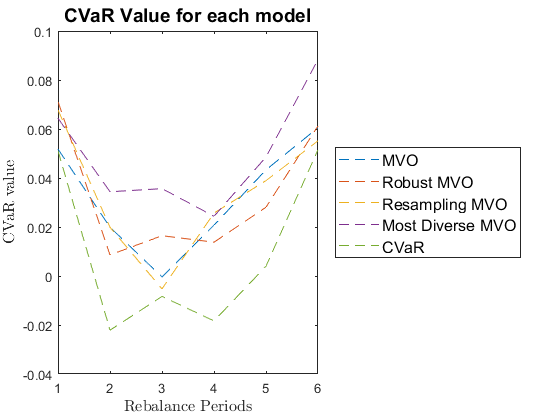 CVaR Value for each model
CVaR value
0.1
0.08
0.06
0.04
0.02
0
-0.02
-0.04
1 2 3 4 5 6
Rebalance Periods
MVO
Robust MVO
Resampling MVO
Most Diverse MVO
CVaR